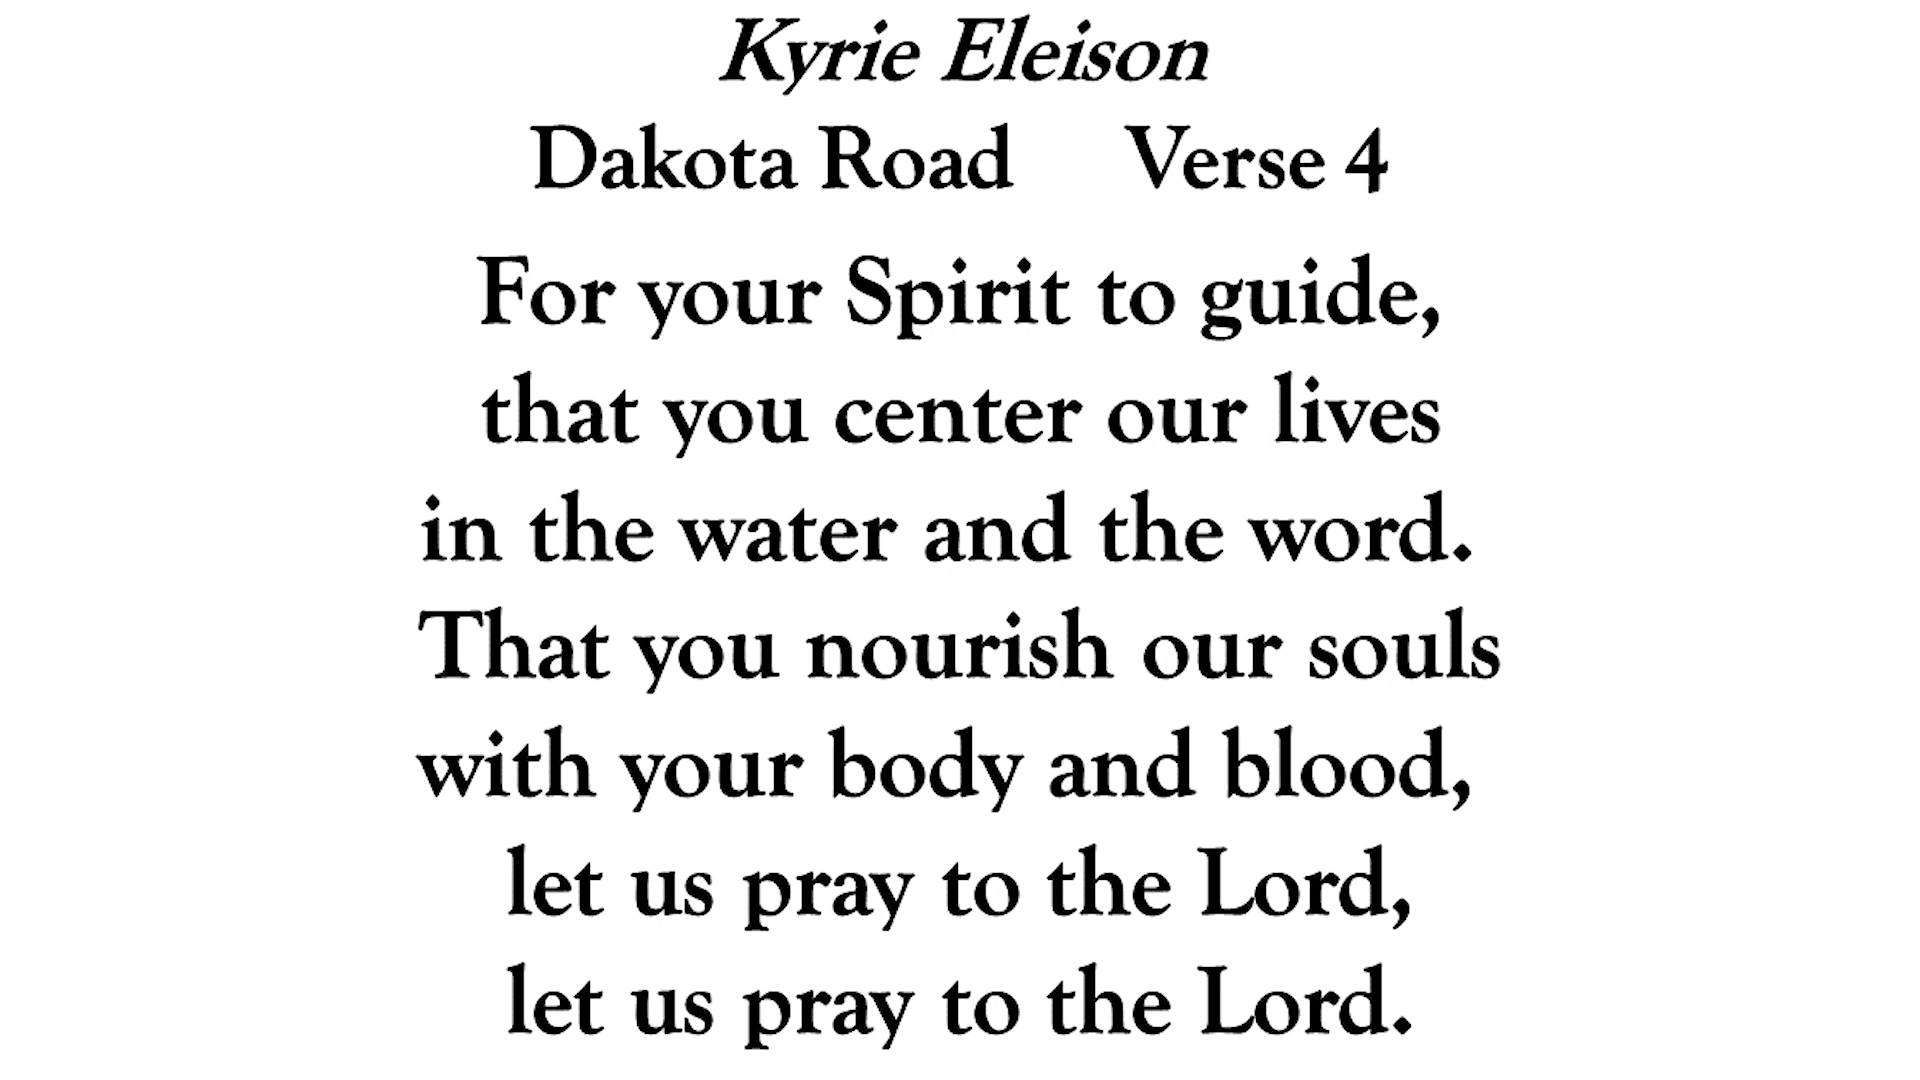 Kyrie Eleison
Dakota Road Verse 4
For your Spirit to guide,
that you center our lives
in the water and the word.
That you nourish our souls
with your body and blood,
let us pray to the Lord,
let us pray to the Lord.